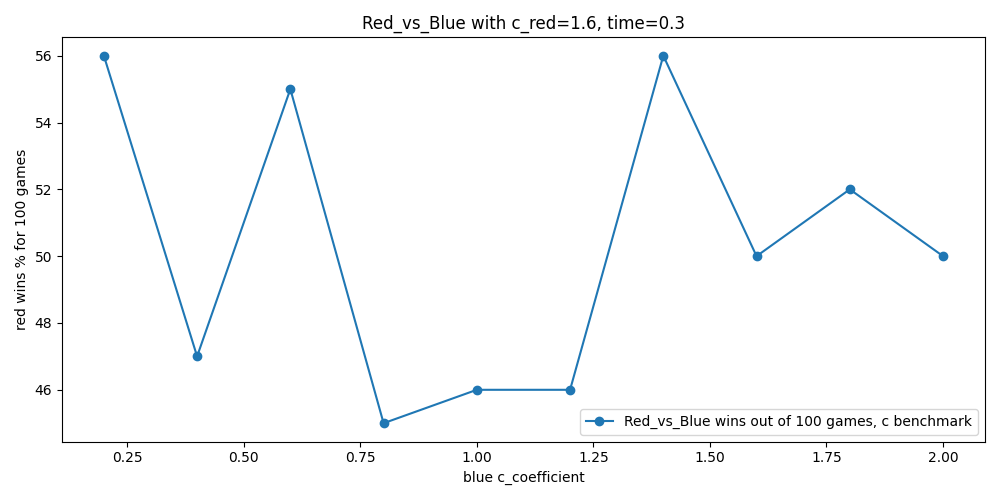 Red_vs_Blue with c_red=1.6, time=0.3
red wins % for 100 games
56
54
52
50
48
46
0.25 0.50 0.75 1.00 1.25 1.50 1.75 2.00
blue c_coefficient
Red_vs_Blue wins out of 100 games, c benchmark